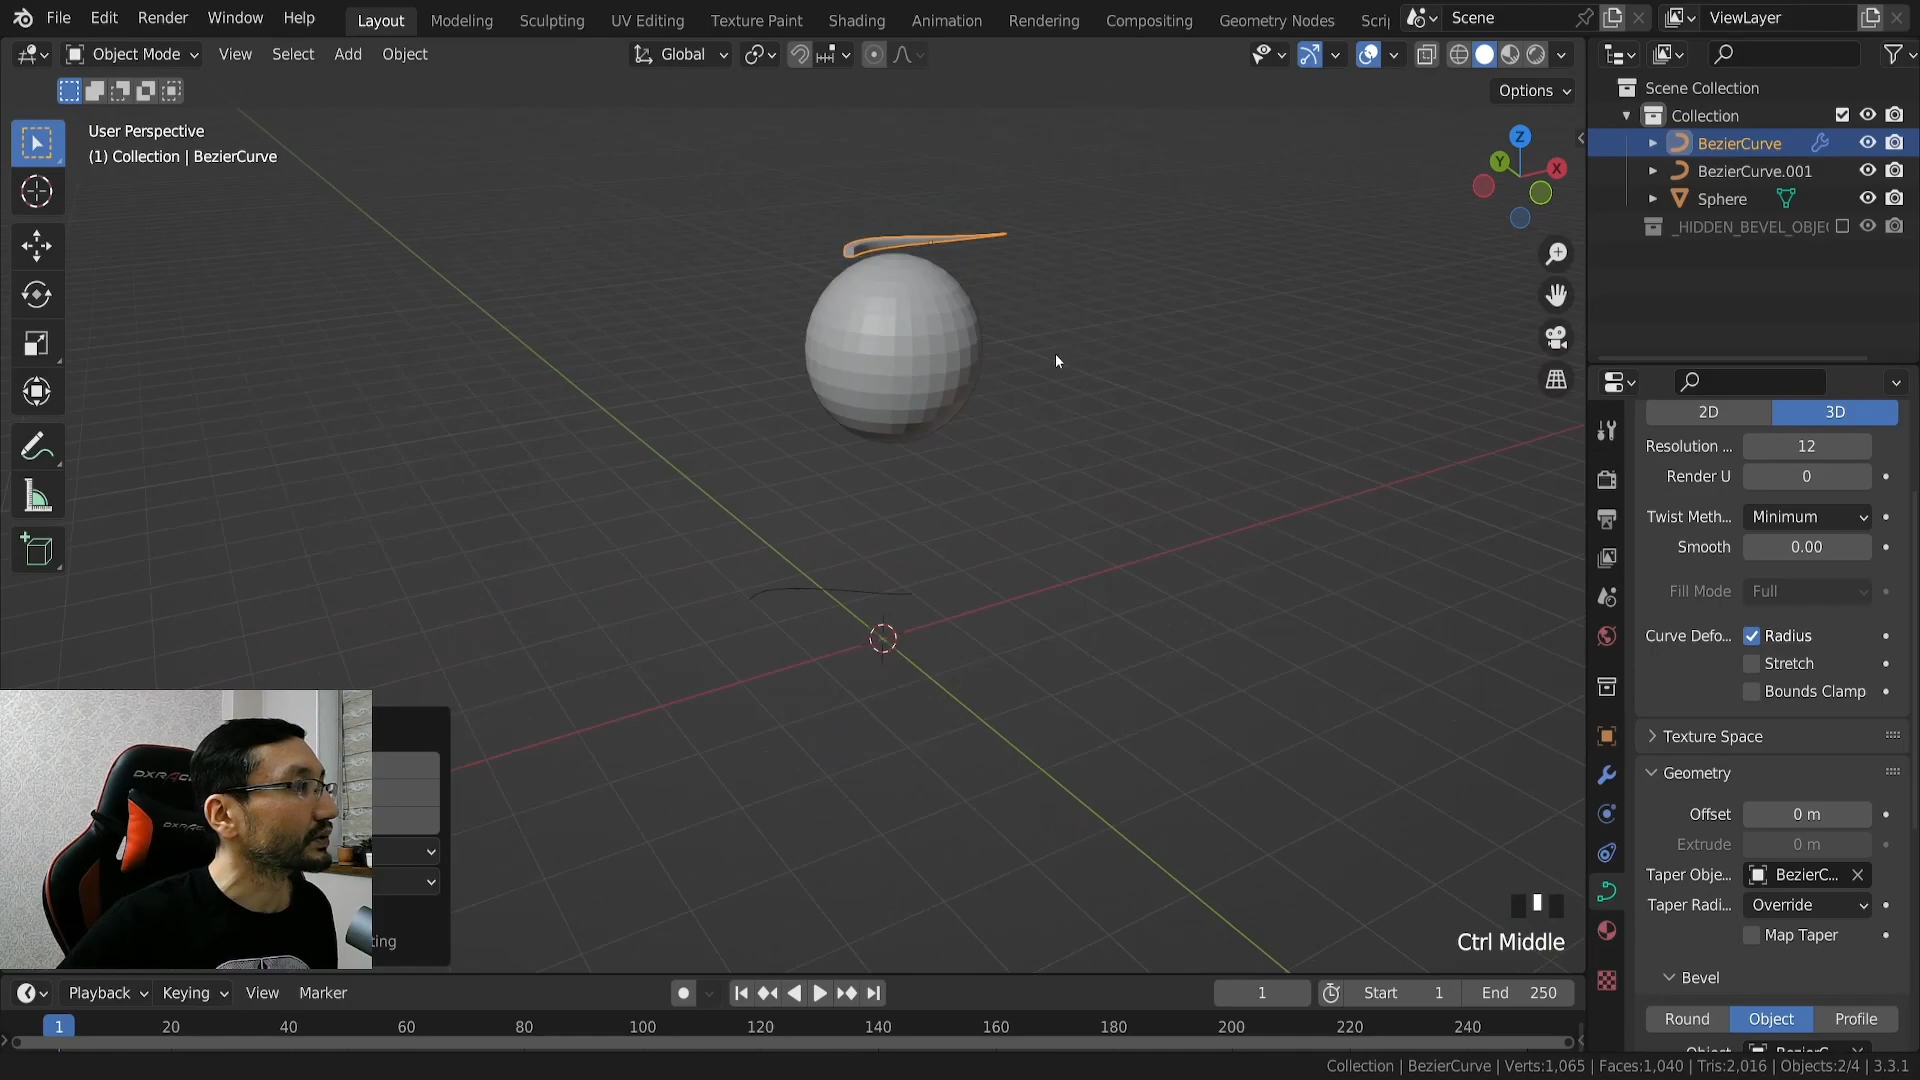 File Edit Render Window Help
Layout Modeling Sculpting UV Editing Texture Paint Shading Animation Rendering Compositing Geometry Nodes Scrip
Scene
ViewLayer
Object Mode View Select Add Object
Global
Options
User Perspective
(1) Collection | BezierCurve
Z
Y
X
Scene Collection
Collection
BezierCurve
BezierCurve.001
Sphere
_HIDDEN_BEVEL_OBJE(
2D 3D
Resolution ... 12
Render U 0
Twist Meth... Minimum
Smooth 0.00
Fill Mode Full
Curve Defo... Radius
Stretch
Bounds Clamp
Texture Space
Geometry
Offset 0 m
Extrude 0 m
Taper Obje... BezierC...
Taper Radi... Override
Map Taper
Bevel
Round Object Profile
Object BezierC
DXRACE
DXRAC
ting
Ctrl Middle
Playback Keying View Marker
1 Start 1 End 250
1 20 40 60 80 100 120 140 160 180 200 220 240
Collection | BezierCurve | Verts:1,065 | Faces:1,040 | Tris:2,016 | Objects:2/4 | 3.3.1